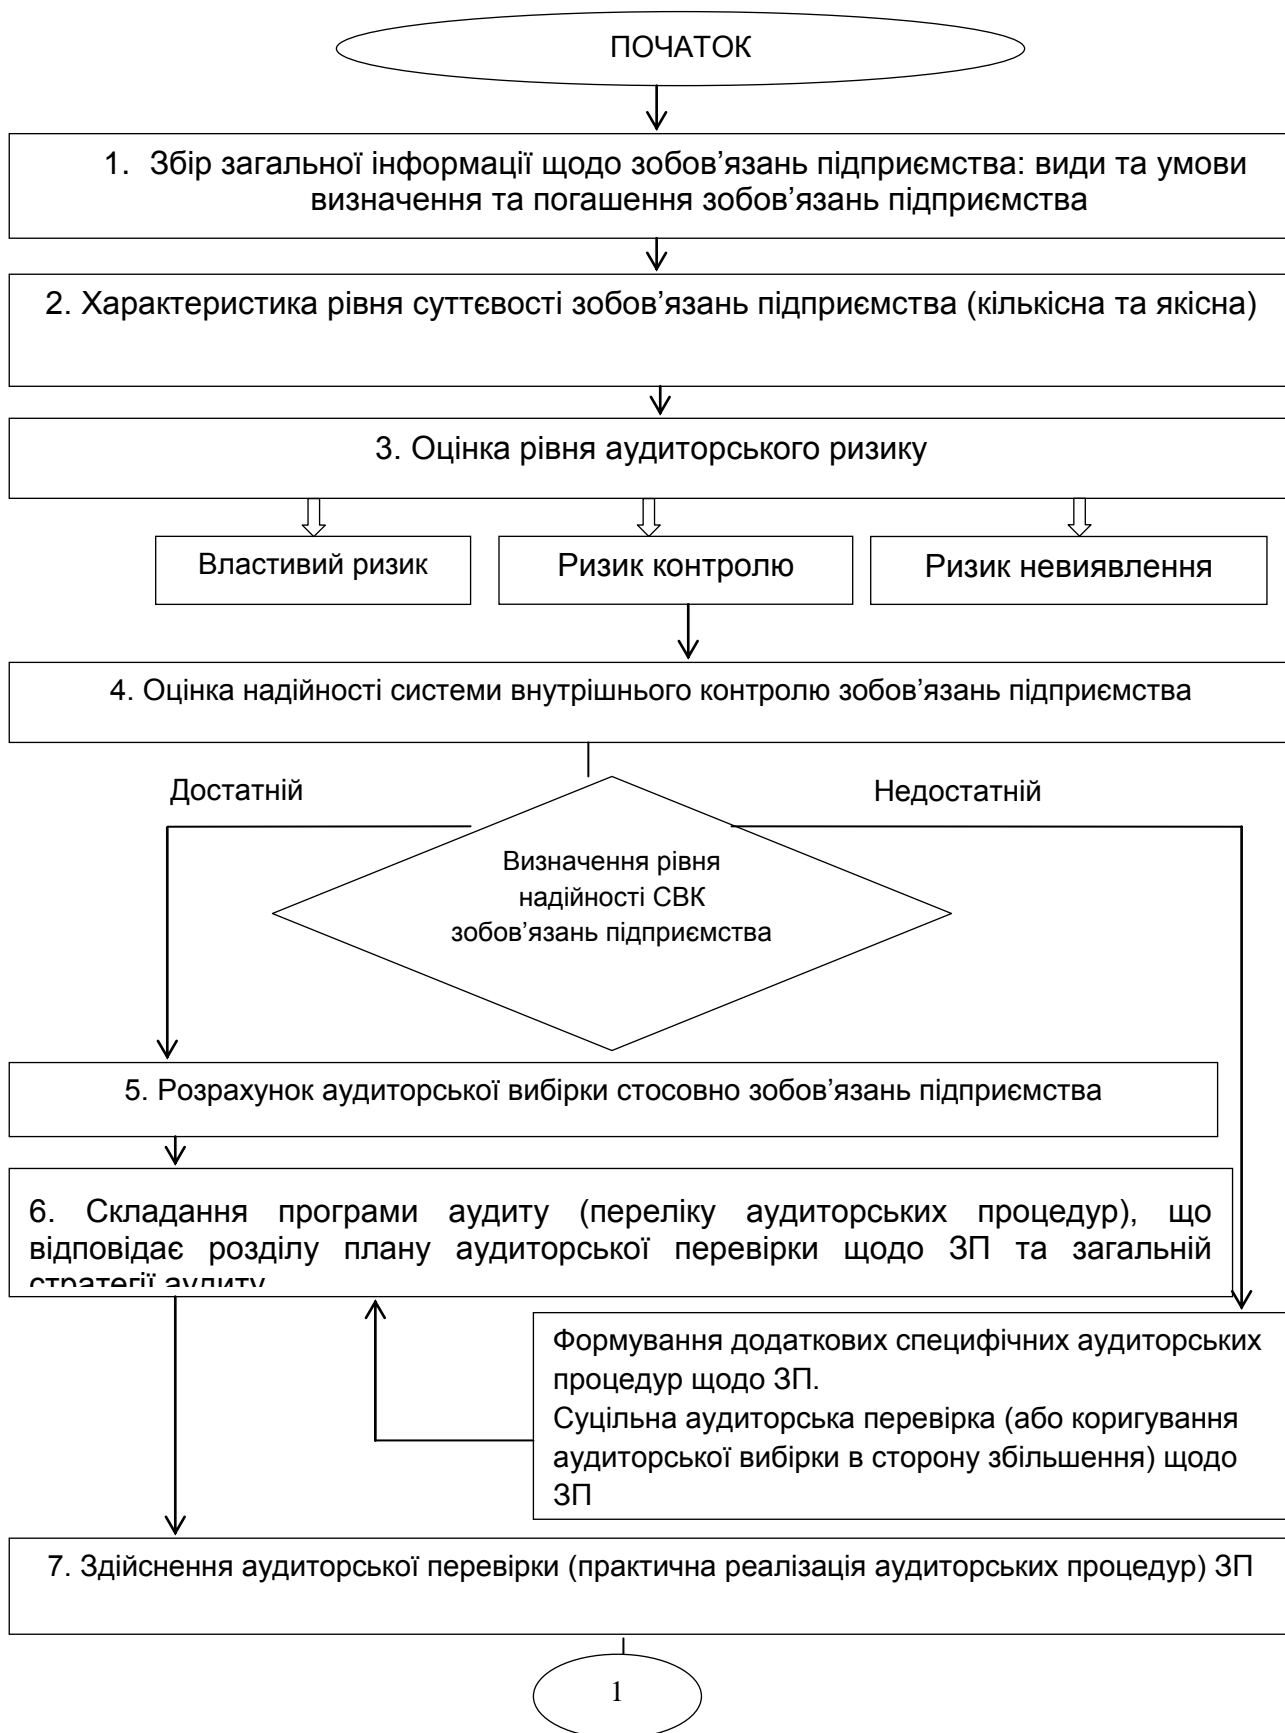 ПОЧАТОК
1. Збір загальної інформації щодо зобов’язань підприємства: види та умови
визначення та погашення зобов’язань підприємства
2. Характеристика рівня суттєвості зобов’язань підприємства (кількісна та якісна)
3. Оцінка рівня аудиторського ризику
Властивий ризик
Ризик контролю
Ризик невиявлення
4. Оцінка надійності системи внутрішнього контролю зобов’язань підприємства
Достатній
Недостатній
Визначення рівня
надійності СВК
зобов’язань підприємства
5. Розрахунок аудиторської вибірки стосовно зобов’язань підприємства
6. Складання програми аудиту (переліку аудиторських процедур), що
відповідає розділу плану аудиторської перевірки щодо ЗП та загальній
стратегії аудиту
Формування додаткових специфічних аудиторських
процедур щодо ЗП.
Суцільна аудиторська перевірка (або коригування
аудиторської вибірки в сторону збільшення) щодо
ЗП
7. Здійснення аудиторської перевірки (практична реалізація аудиторських процедур) ЗП
1